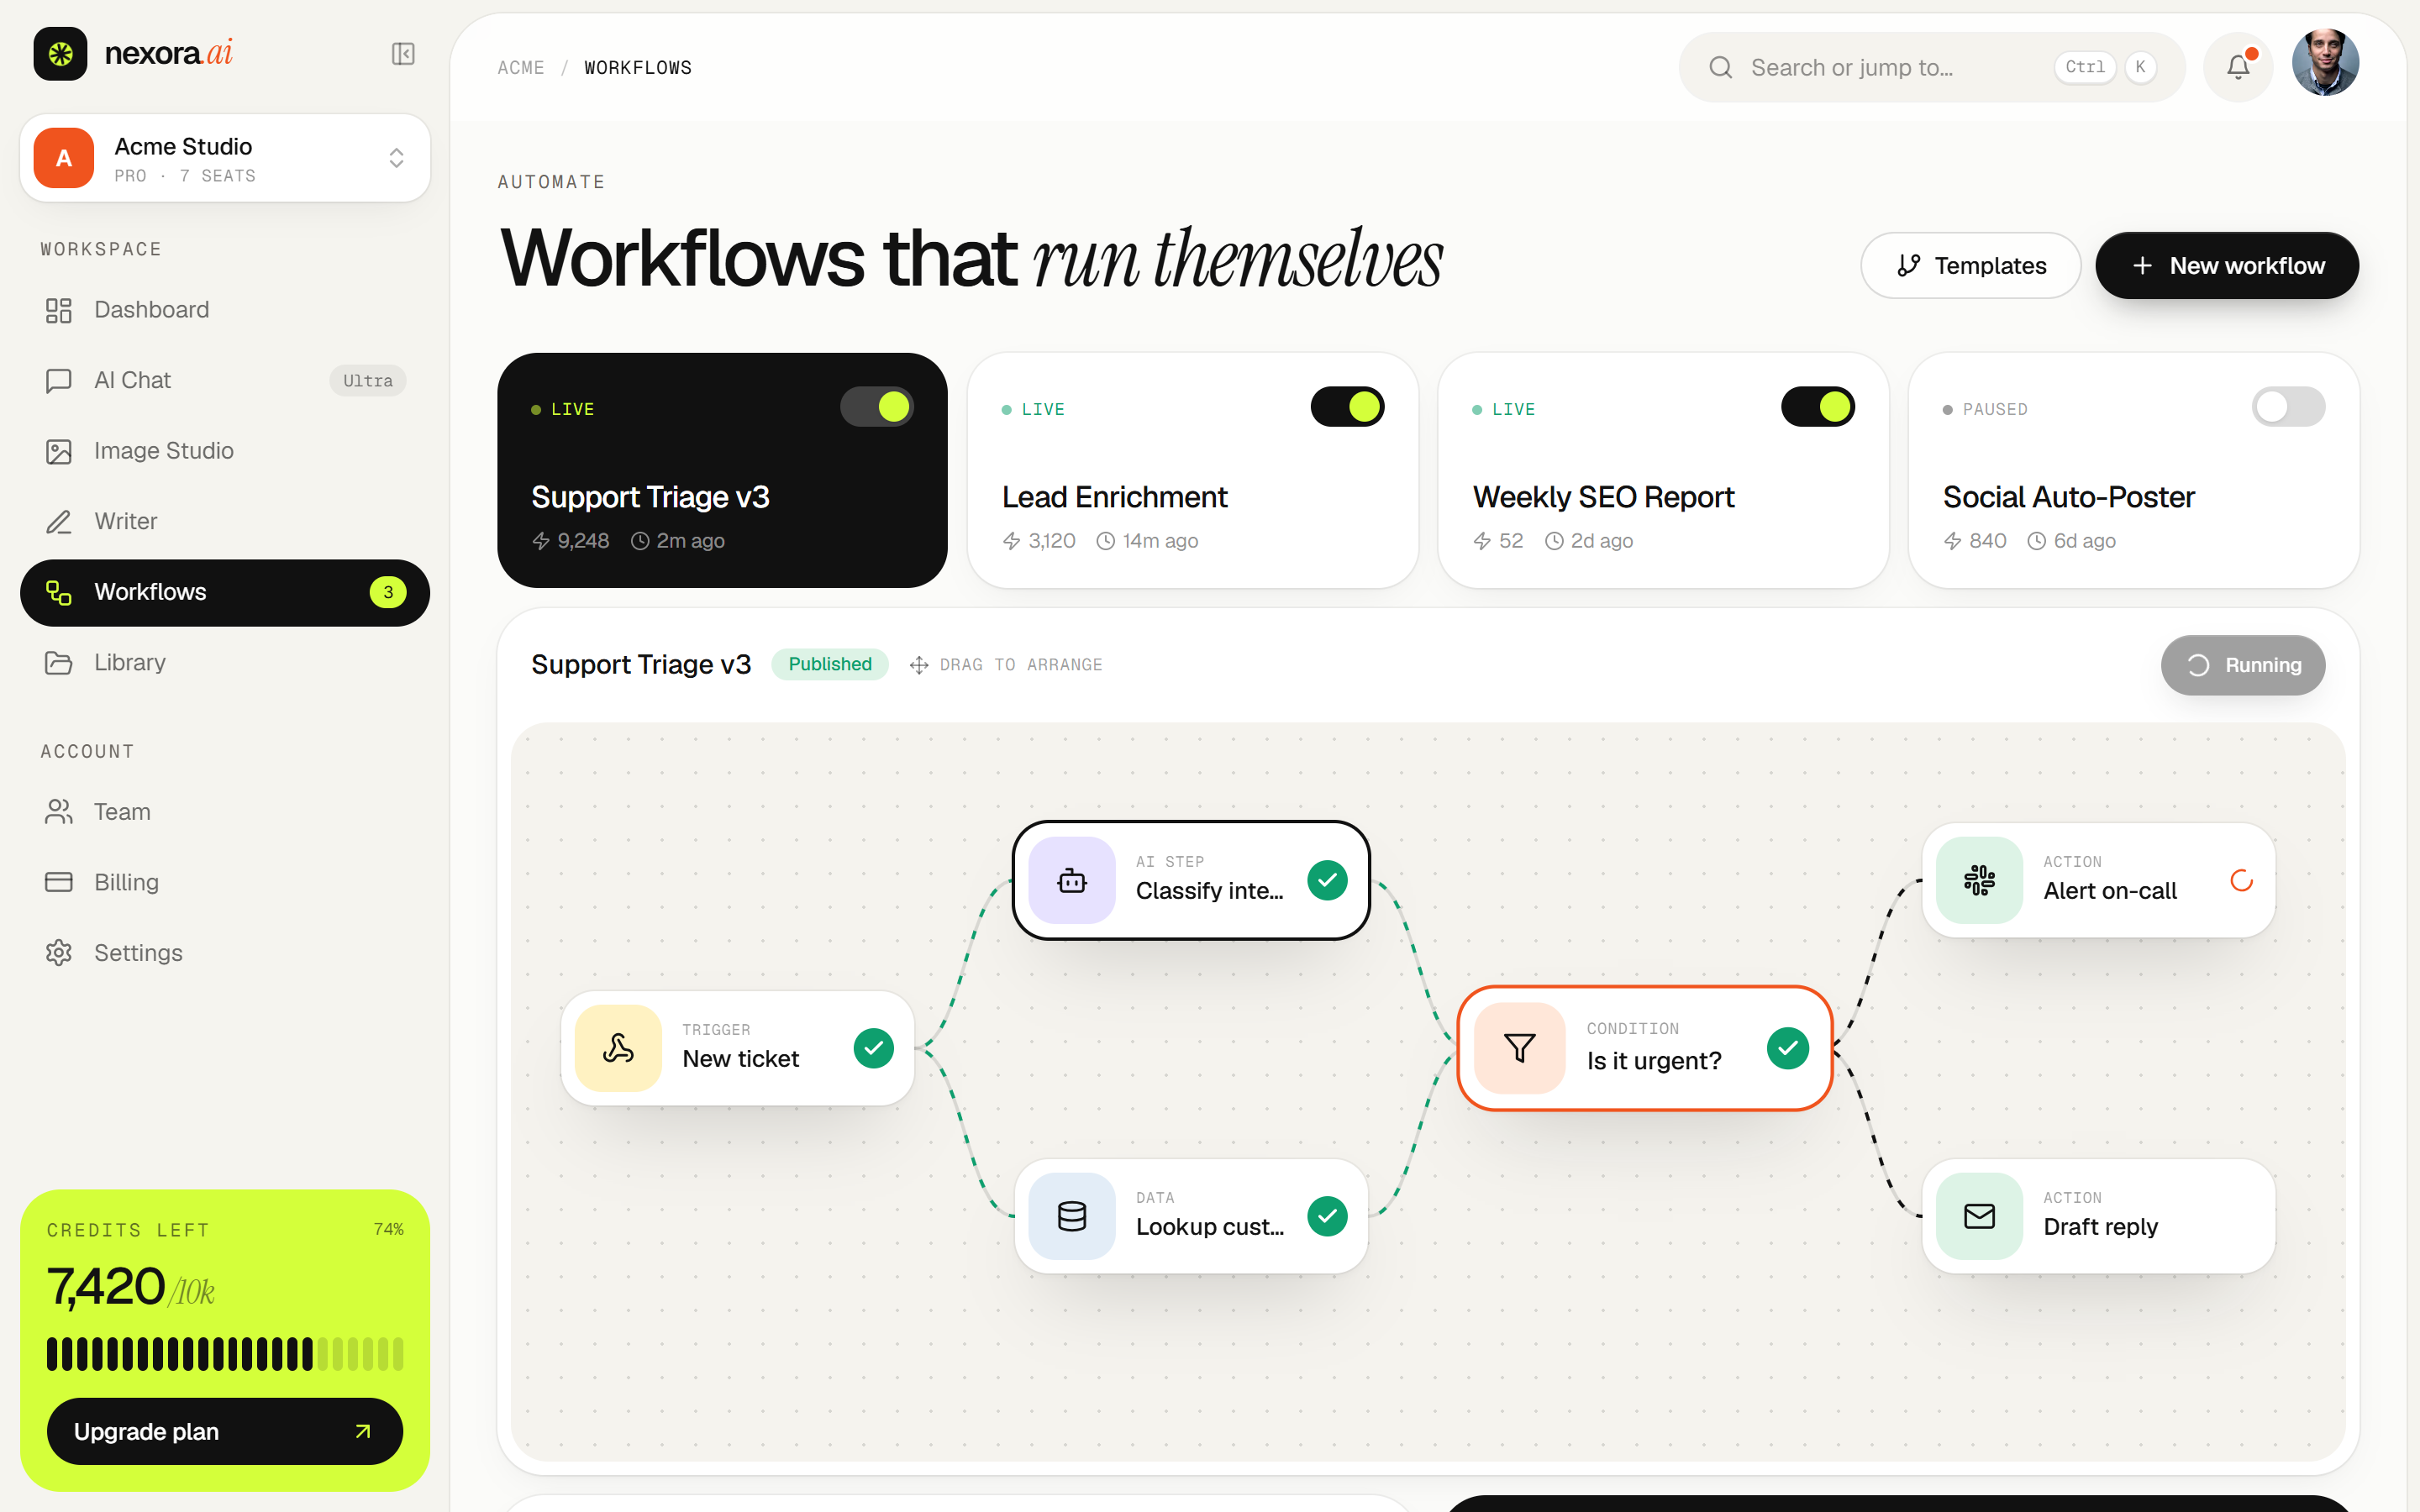 nexora.ai
A
Acme Studio
PRO · 7 SEATS
WORKSPACE
Dashboard
AI Chat
Ultra
Image Studio
Writer
Workflows
3
Library
ACCOUNT
Team
Billing
Settings
CREDITS LEFT
74%
7,420/10k
Upgrade plan
ACME / WORKFLOWS
Search or jump to...
Ctrl K
AUTOMATE
Workflows that run themselves
Templates
New workflow
LIVE
Support Triage v3
9,248 2m ago
LIVE
Lead Enrichment
3,120 14m ago
LIVE
Weekly SEO Report
52 2d ago
PAUSED
Social Auto-Poster
840 6d ago
Support Triage v3
Published
DRAG TO ARRANGE
Running
TRIGGER
New ticket
AI STEP
Classify inte...
DATA
Lookup cust...
CONDITION
Is it urgent?
ACTION
Alert on-call
ACTION
Draft reply